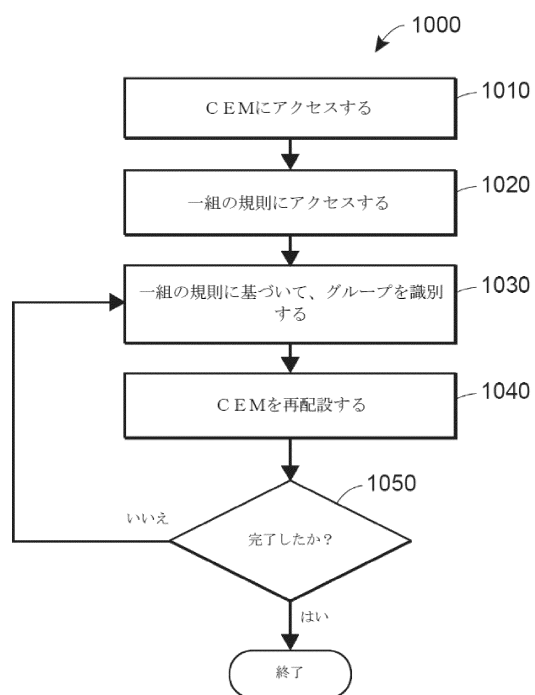 1000
CEMにアクセスする
1010
一組の規則にアクセスする
1020
一組の規則に基づいて、グループを識別
する
1030
CEMを再配設する
1040
1050
いいえ
完了したか?
はい
終了